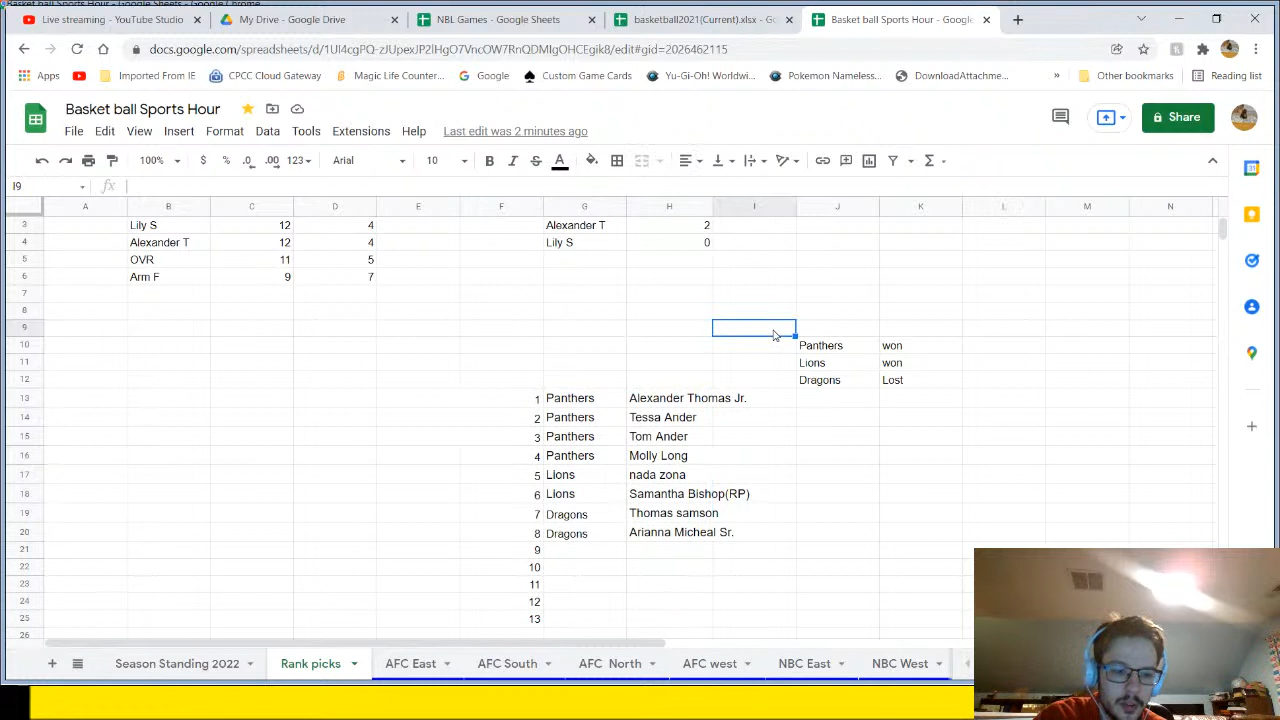 Basket ball Sports Hour - Google Sheets - Google Chrome
Live streaming - YouTube Studio × My Drive - Google Drive × NBL Games - Google Sheets × basketball2021(Current).xlsx - Go × Basket ball Sports Hour - Google × +
docs.google.com/spreadsheets/d/1UI4cgPQ-zJUpexJP2lHgO7VncOW7RnQDMIgOHCEgik8/edit#gid=2026462115
Apps Imported From IE CPCC Cloud Gateway Magic Life Counter... Google Custom Game Cards Yu-Gi-Oh! Worldwi... Pokemon Nameless... DownloadAttachme... » Other bookmarks Reading list
Basket ball Sports Hour
Share
File Edit View Insert Format Data Tools Extensions Help Last edit was 2 minutes ago
100% $ % .0 .00 123 Arial 10 B I S A
I9 fx
A B C D E F G H I J K L M N
3 Lily S 12 4 Alexander T 2
4 Alexander T 12 4 Lily S 0
5 OVR 11 5
6 Arm F 9 7
7
8
9
10 Panthers won
11 Lions won
12 Dragons Lost
13 1 Panthers Alexander Thomas Jr.
14 2 Panthers Tessa Ander
15 3 Panthers Tom Ander
16 4 Panthers Molly Long
17 5 Lions nada zona
18 6 Lions Samantha Bishop(RP)
19 7 Dragons Thomas samson
20 8 Dragons Arianna Micheal Sr.
21 9
22 10
23 11
24 12
25 13
26
+ Season Standing 2022 Rank picks AFC East AFC South AFC North AFC west NBC East NBC West